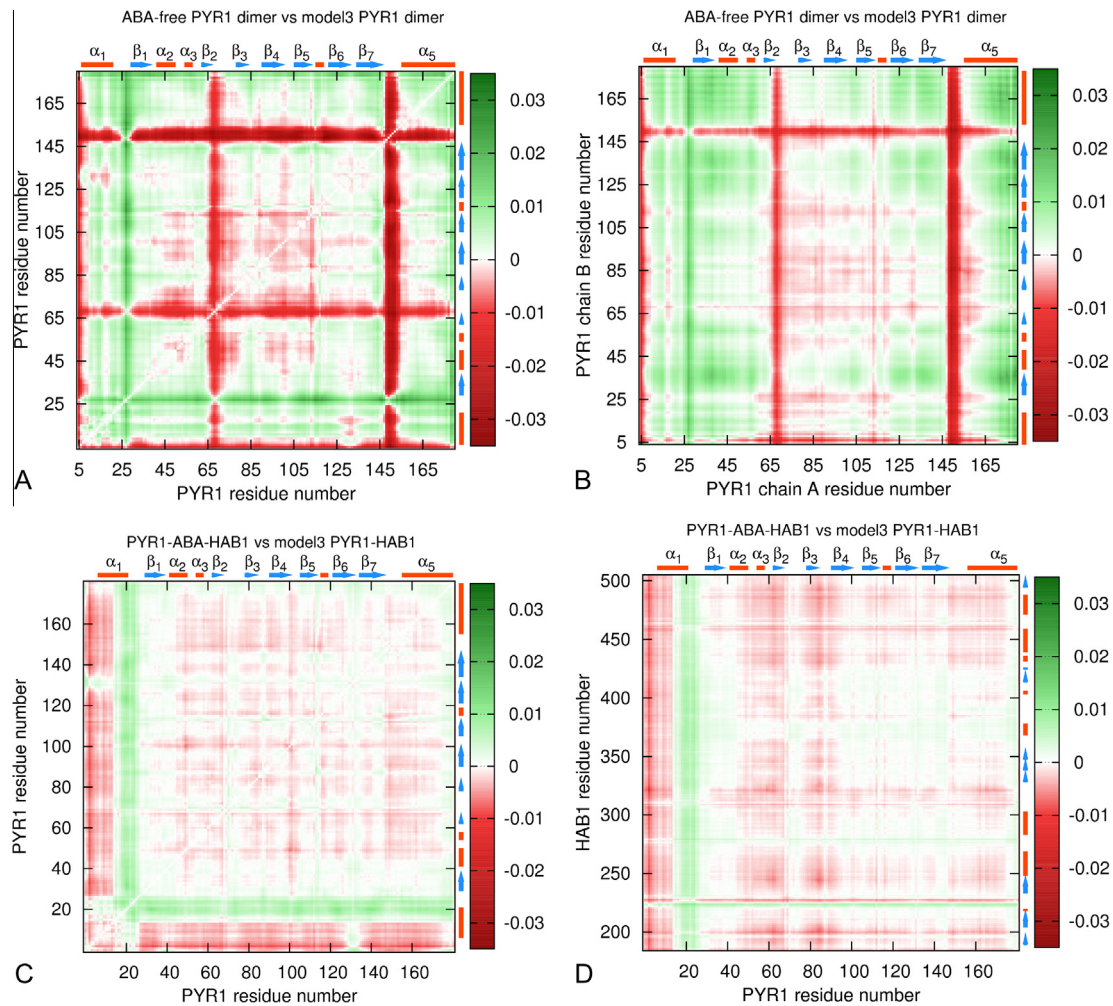 ABA-free PYR1 dimer vs model3 PYR1 dimer
α1 β1 α2 α3 β2 β3 β4 β5 β6 β7 α5
165
145
125
105
85
65
45
25
PYR1 residue number
5 25 45 65 85 105 125 145 165
PYR1 residue number
0.03
0.02
0.01
0
-0.01
-0.02
-0.03
A
ABA-free PYR1 dimer vs model3 PYR1 dimer
α1 β1 α2 α3 β2 β3 β4 β5 β6 β7 α5
165
145
125
105
85
65
45
25
5
PYR1 chain B residue number
5 25 45 65 85 105 125 145 165
PYR1 chain A residue number
0.03
0.02
0.01
0
-0.01
-0.02
-0.03
B
PYR1-ABA-HAB1 vs model3 PYR1-HAB1
α1 β1 α2 α3 β2 β3 β4 β5 β6 β7 α5
160
140
120
100
80
60
40
20
PYR1 residue number
20 40 60 80 100 120 140 160
PYR1 residue number
0.03
0.02
0.01
0
-0.01
-0.02
-0.03
C
PYR1-ABA-HAB1 vs model3 PYR1-HAB1
α1 β1 α2 α3 β2 β3 β4 β5 β6 β7 α5
500
450
400
350
300
250
200
HAB1 residue number
20 40 60 80 100 120 140 160
PYR1 residue number
0.03
0.02
0.01
0
-0.01
-0.02
-0.03
D